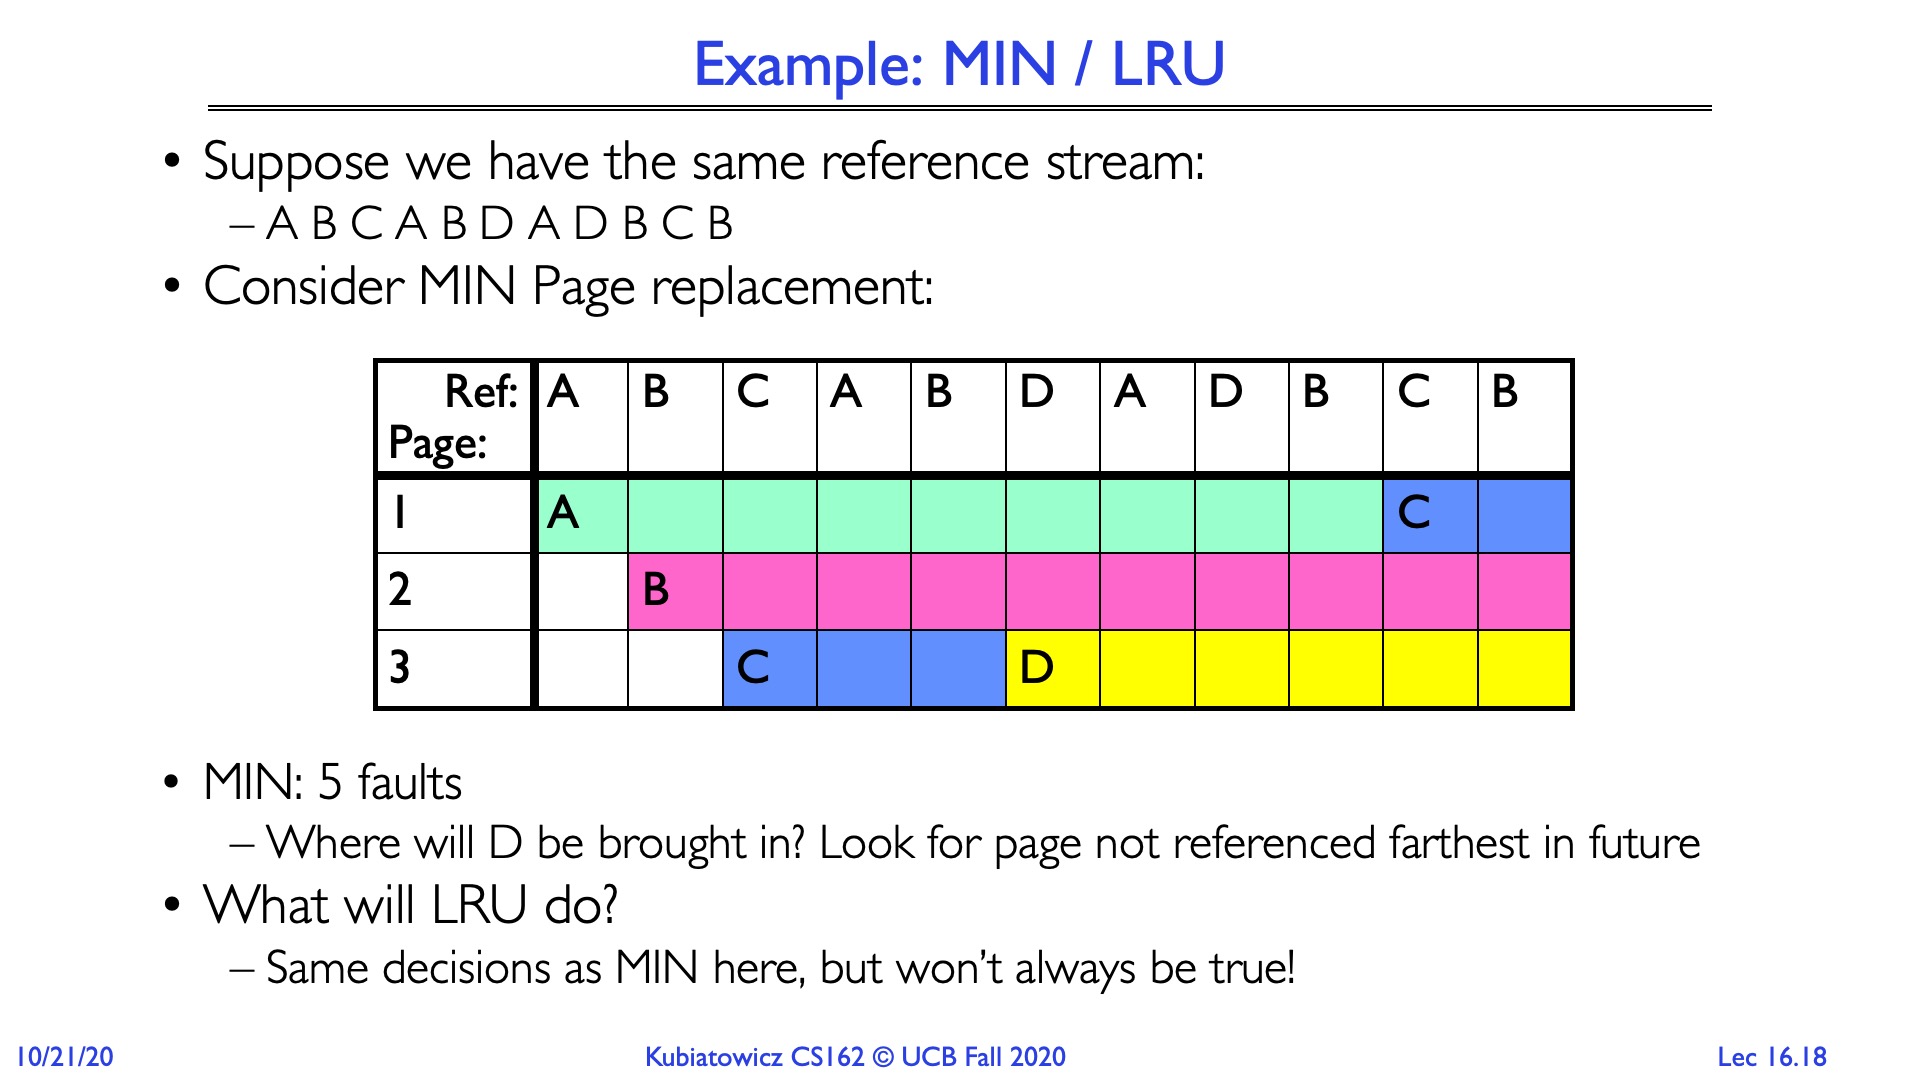 Example: MIN / LRU
• Suppose we have the same reference stream:
– A B C A B D A D B C B
• Consider MIN Page replacement:
Ref: A B C A B D A D B C B
Page:
1 A C
2 B
3 C D
• MIN: 5 faults
– Where will D be brought in? Look for page not referenced farthest in future
• What will LRU do?
– Same decisions as MIN here, but won’t always be true!
10/21/20 Kubiatowicz CS162 © UCB Fall 2020 Lec 16.18